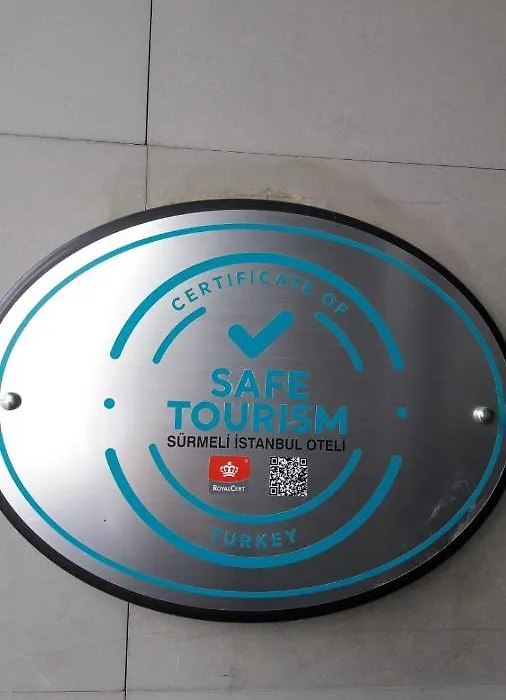 CERTIFICATE OF
SAFE
TOURISM
SÜRMELİ İSTANBUL OTELİ
ROYALCERT
TURKEY